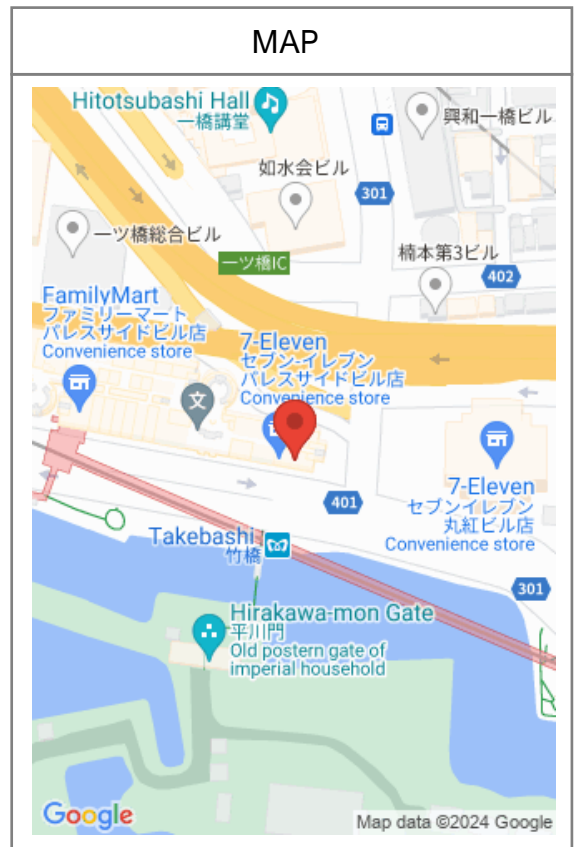 MAP
Hitotsubashi Hall
一橋講堂
興和一橋ビル
如水会ビル
301
一ツ橋総合ビル
楠本第3ビル
一ツ橋IC
402
FamilyMart
ファミリーマート
パレスサイドビル店
Convenience store
7-Eleven
セブン-イレブン
パレスサイドビル店
Convenience store
文
401
7-Eleven
セブンイレブン
丸紅ビル店
Convenience store
Takebashi
竹橋
301
Hirakawa-mon Gate
平川門
Old postern gate of
imperial household
Google
Map data ©2024 Google